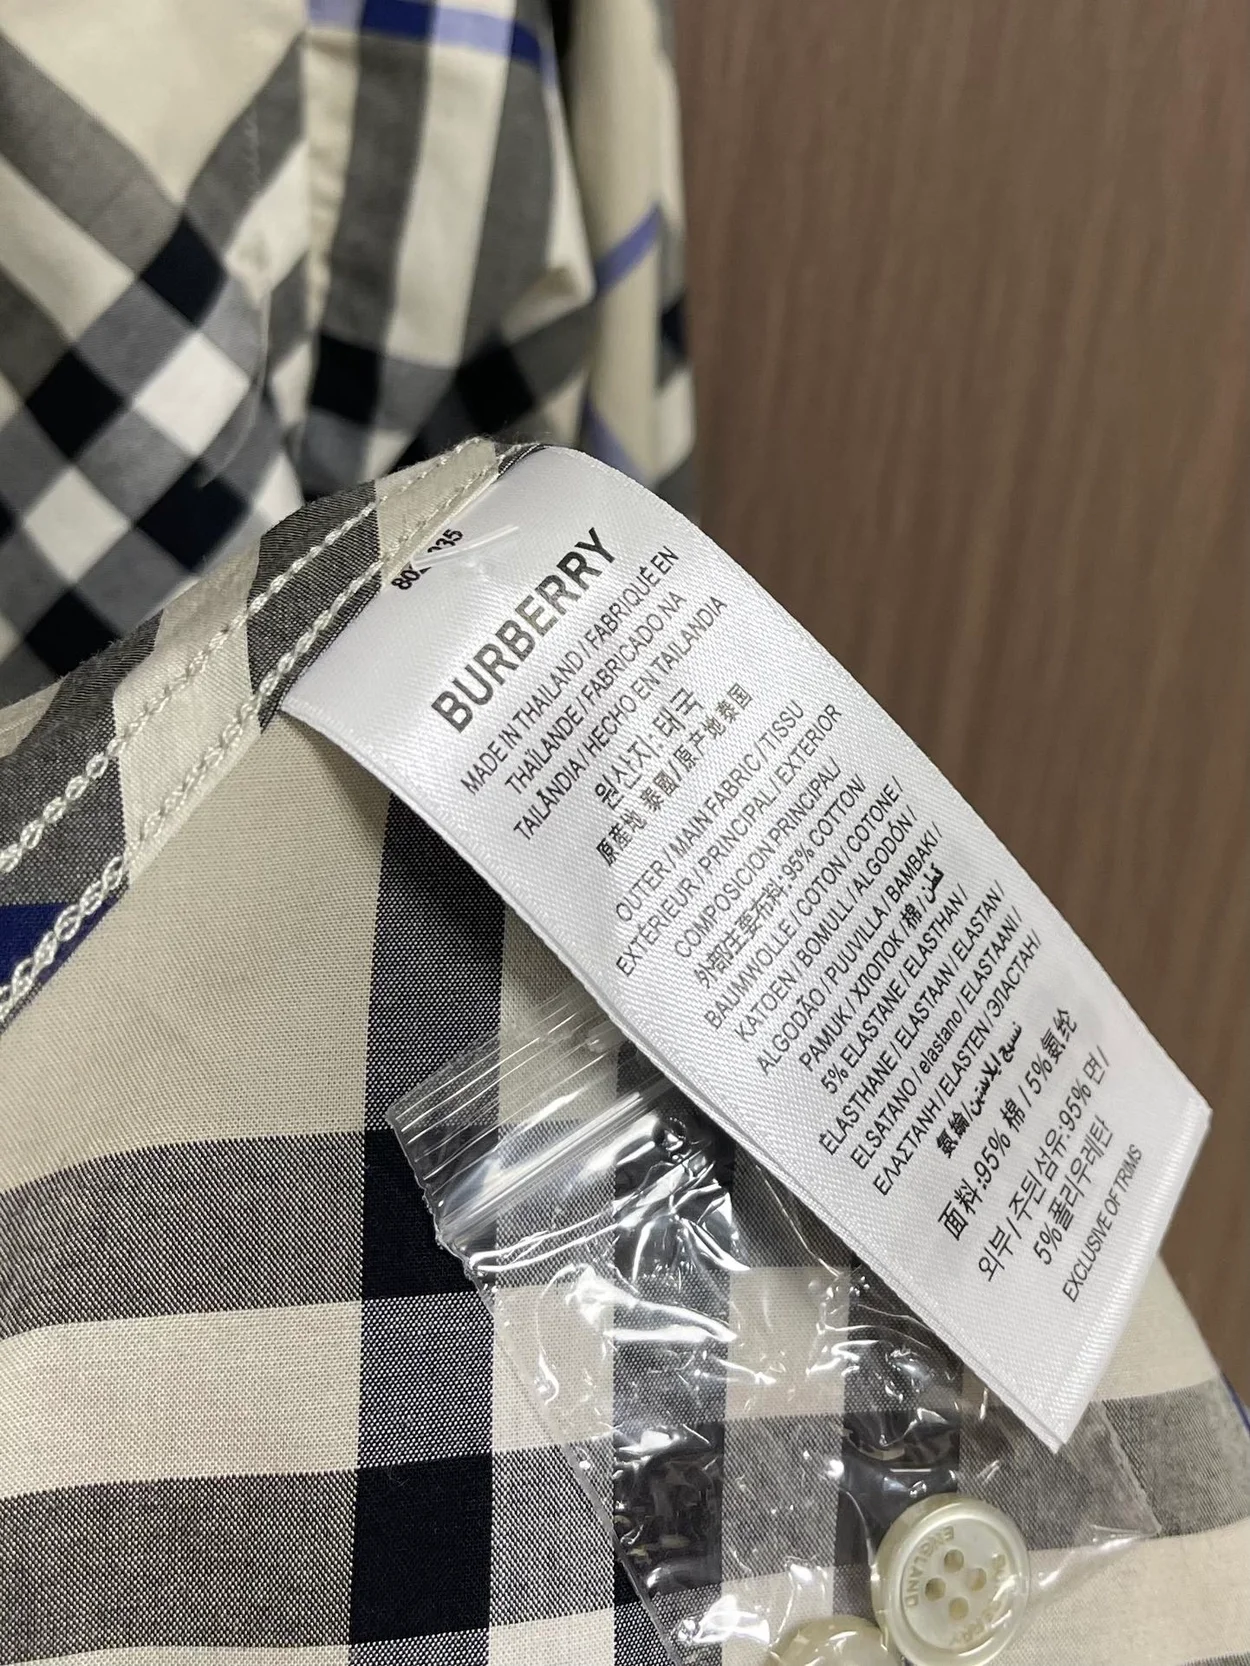 BURBERRY
MADE IN THAILAND / FABRIQUÉ EN
THAÏLANDE / FABRICADO NA
TAILÂNDIA / HECHO EN TAILANDIA
원산지: 태국
原産地 泰國 / 原产地泰国
OUTER / MAIN FABRIC / TISSU
EXTÉRIEUR / PRINCIPAL / EXTERIOR
COMPOSICION PRINCIPAL/
外部主要布料:95% COTTON/
BAUMWOLLE / COTON / COTONE /
KATOEN / BOMULL / ALGODÓN /
ALGODÃO / PUUVILLA / BAMBAKI /
PAMUK / ХЛОПОК / 棉 / قطن
5% ELASTANE / ELASTHAN /
ÉLASTHANE / ELASTAAN / ELASTAN /
ELSATANO / elastano / ELASTAANI /
ΕΛΑΣΤΑΝΗ / ELASTEN / ЭЛАСТАН /
氨綸 / نسيج ايلاستين
面料:95% 棉 / 5%氨纶
외부 / 주된섬유:95% 면 /
5% 폴리우레탄
EXCLUSIVE OF TRIMS
ENGLAND